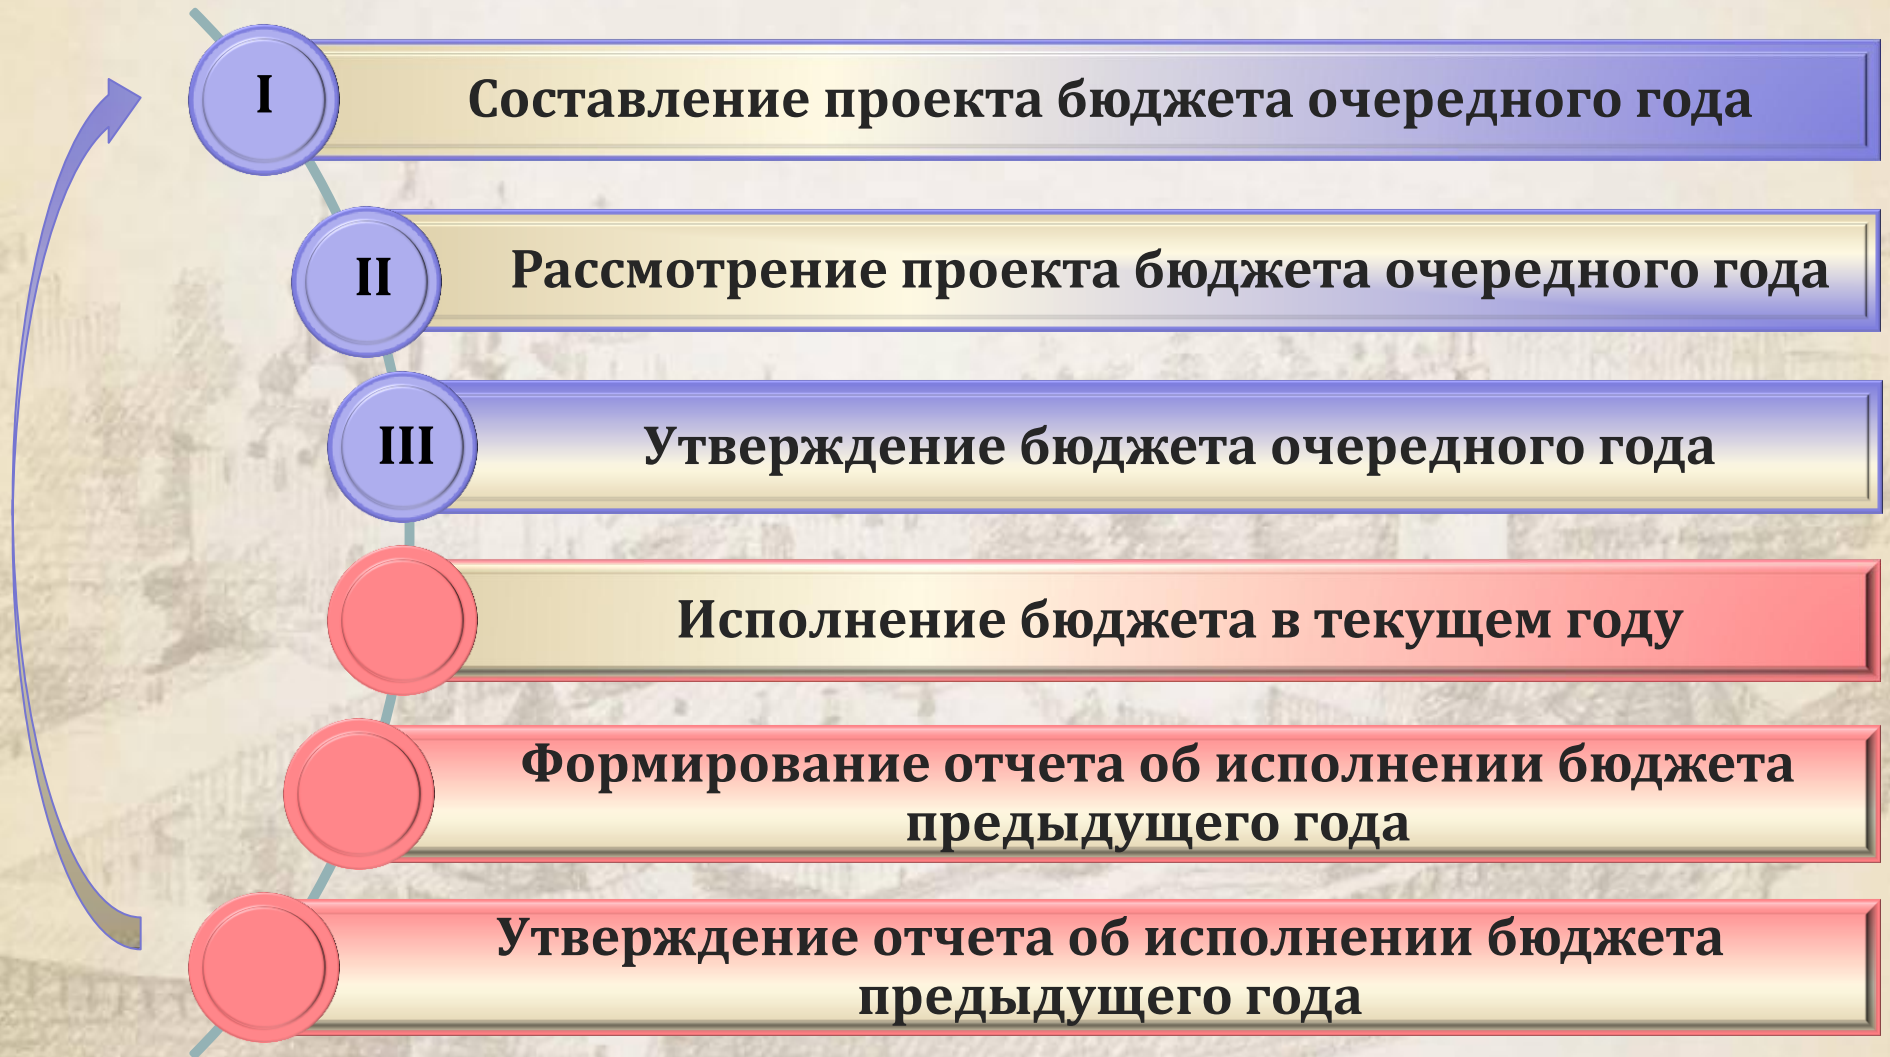 I
Составление проекта бюджета очередного года
II
Рассмотрение проекта бюджета очередного года
III
Утверждение бюджета очередного года
Исполнение бюджета в текущем году
Формирование отчета об исполнении бюджета
предыдущего года
Утверждение отчета об исполнении бюджета
предыдущего года